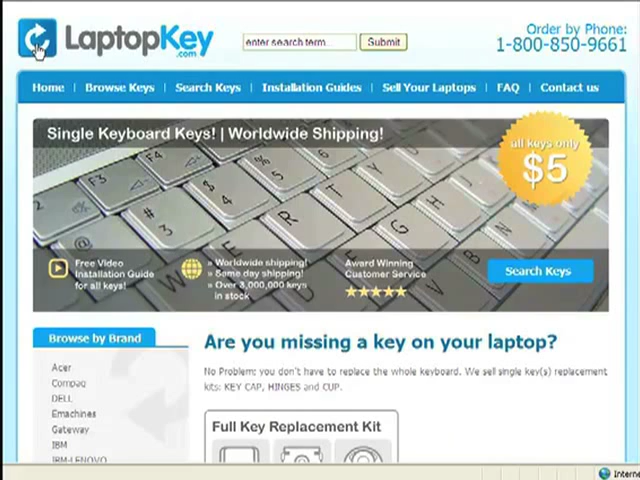 LaptopKey
.com
enter search term...
Submit
Order by Phone:
1-800-850-9661
Home | Browse Keys | Search Keys | Installation Guides | Sell Your Laptops | FAQ | Contact us
Single Keyboard Keys! | Worldwide Shipping!
all keys only
$5
Free Video
Installation Guide
for all keys!
» Worldwide shipping!
» Same day shipping!
» Over 3,000,000 keys
in stock
Award Winning
Customer Service
Search Keys
Browse by Brand
Acer
Compaq
DELL
Emachines
Gateway
IBM
IBM-LENOVO
Are you missing a key on your laptop?
No Problem; you don't have to replace the whole keyboard. We sell single key(s) replacement
kits: KEY CAP, HINGES and CUP.
Full Key Replacement Kit